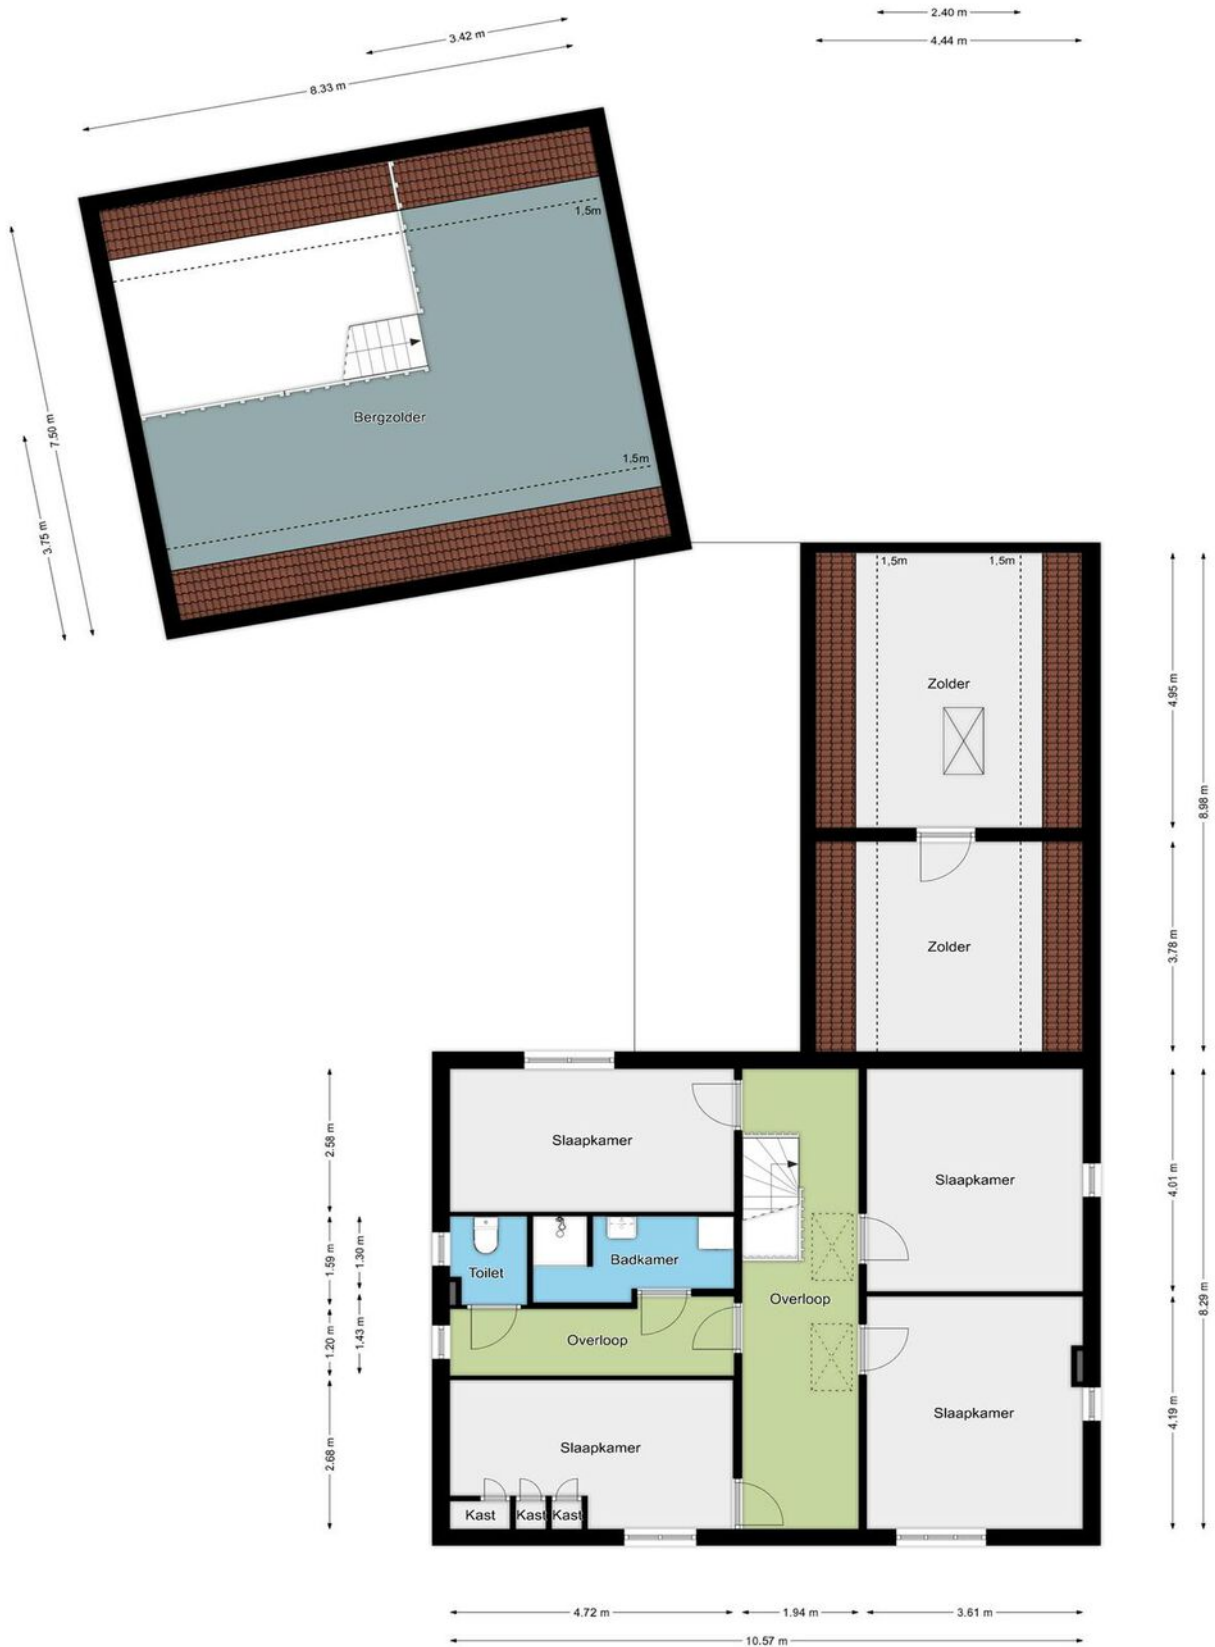 2.40 m
4.44 m
3.42 m
8.33 m
1,5m
7.50 m
3.75 m
Bergzolder
1,5m
1,5m
1,5m
Zolder
4.95 m
8.98 m
Zolder
3.78 m
2.58 m
Slaapkamer
Slaapkamer
4.01 m
1.59 m
1.30 m
Toilet
Badkamer
Overloop
8.29 m
1.20 m
1.43 m
Overloop
Slaapkamer
4.19 m
2.68 m
Slaapkamer
Kast
Kast
Kast
4.72 m
1.94 m
3.61 m
10.57 m